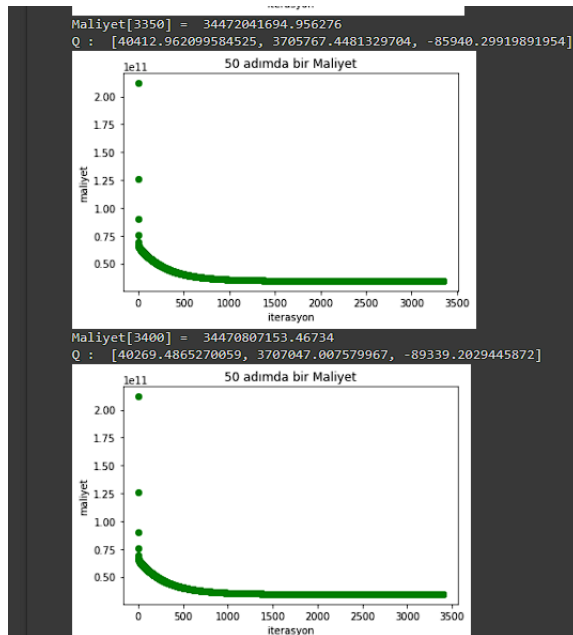 iterasyon
Maliyet[3350] =  34472041694.956276
Q :  [40412.962099584525, 3705767.4481329704, -85940.29919891954]
50 adımda bir Maliyet
1e11
2.00
1.75
1.50
1.25
1.00
0.75
0.50
maliyet
0 500 1000 1500 2000 2500 3000 3500
iterasyon
Maliyet[3400] =  34470807153.46734
Q :  [40269.4865270059, 3707047.007579967, -89339.2029445872]
50 adımda bir Maliyet
1e11
2.00
1.75
1.50
1.25
1.00
0.75
0.50
maliyet
0 500 1000 1500 2000 2500 3000 3500
iterasyon